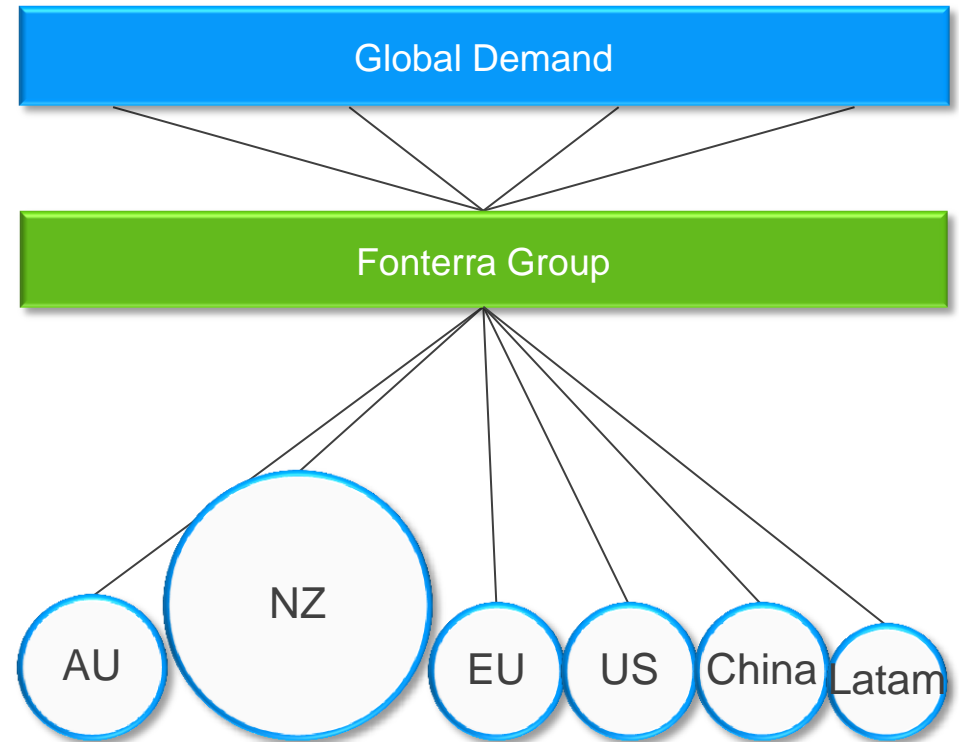 Global Demand
Fonterra Group
NZ
AU
EU
US
China
Latam